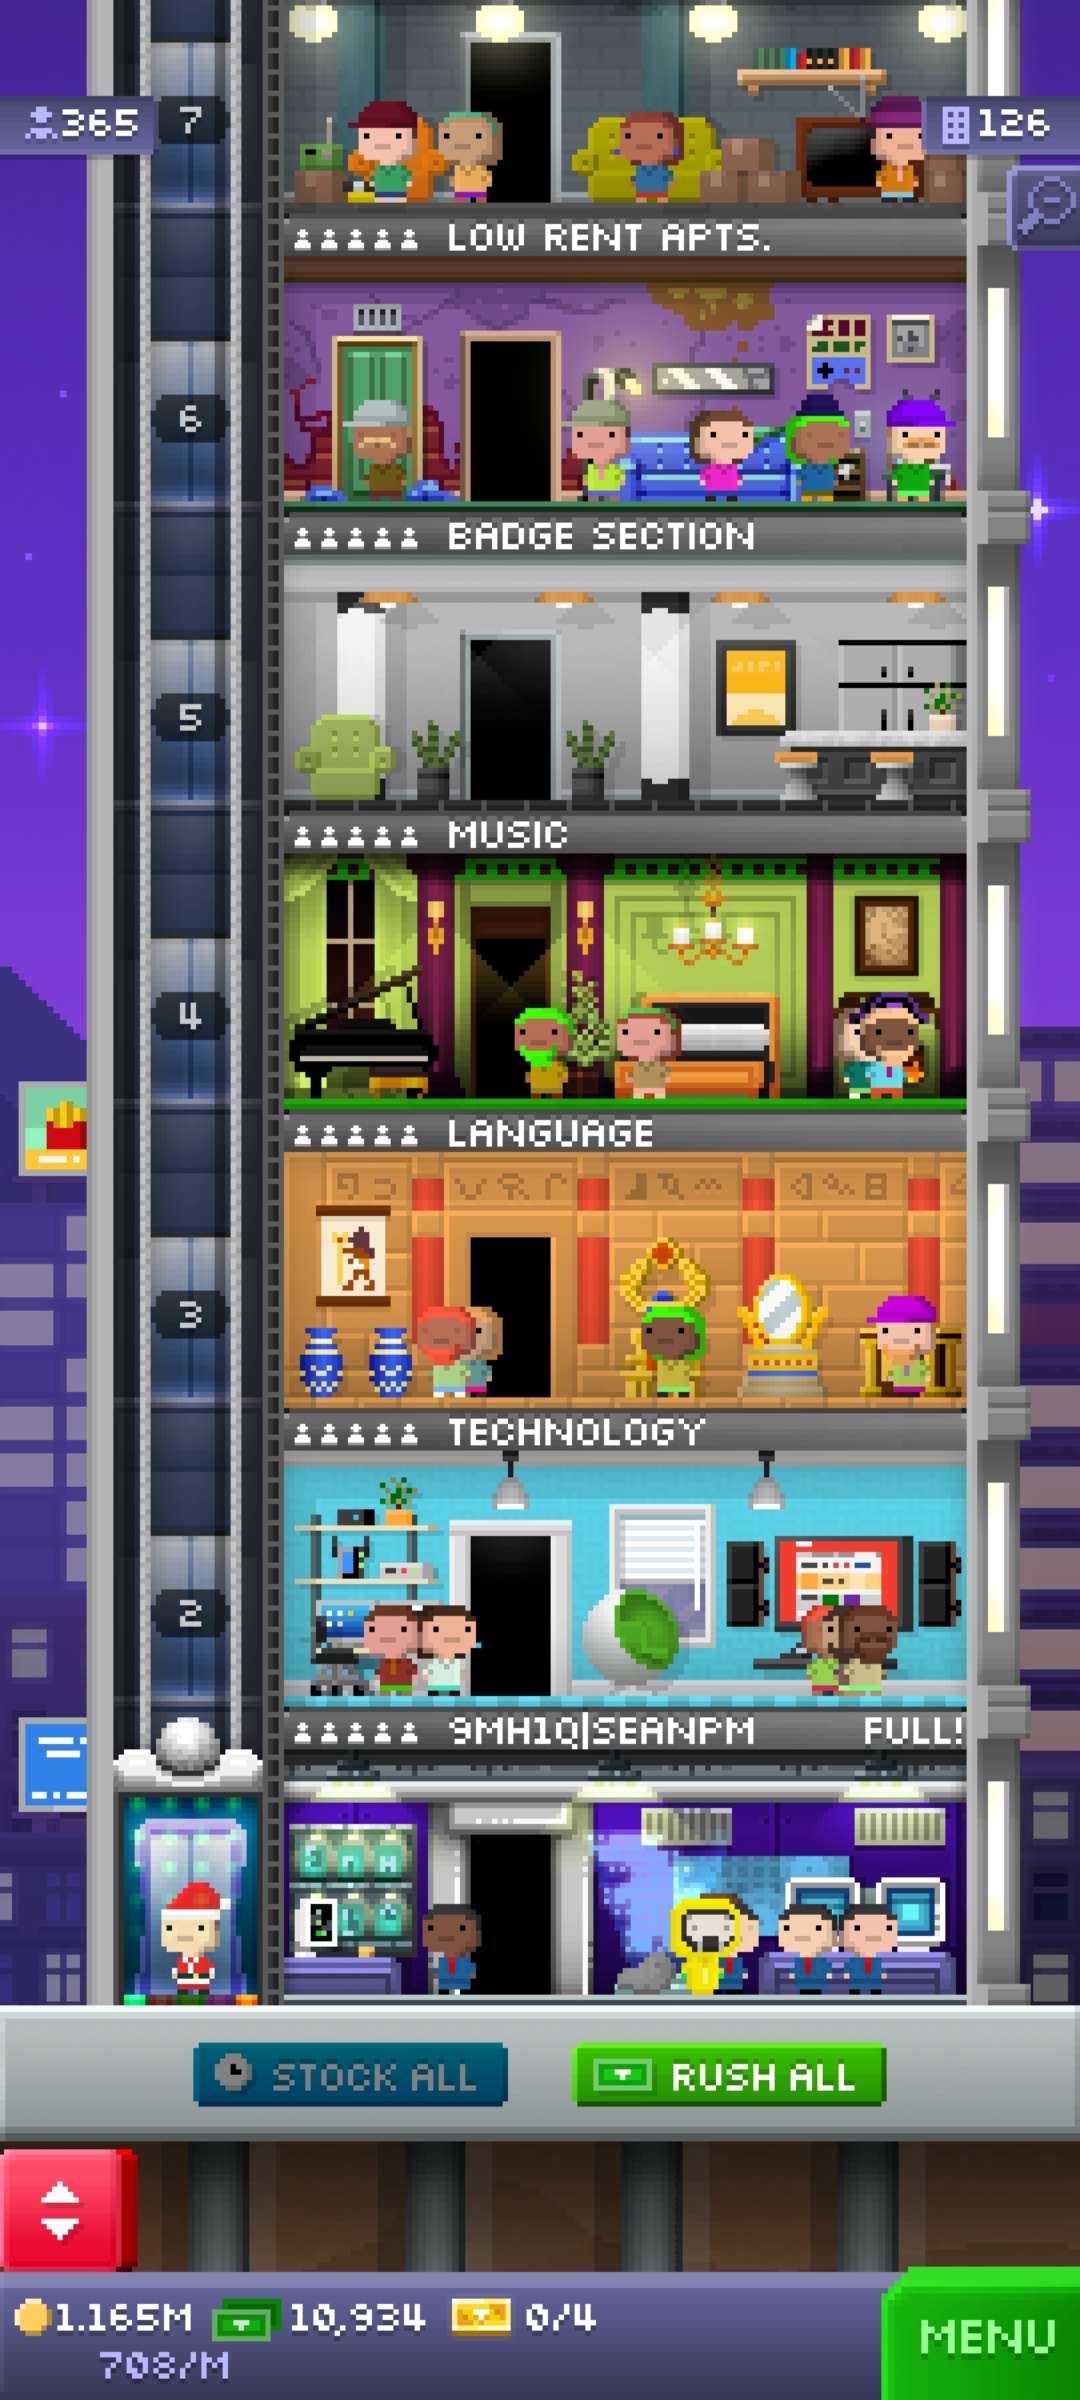 365
7
126
LOW RENT APTS.
6
BADGE SECTION
5
MUSIC
4
LANGUAGE
3
TECHNOLOGY
2
9MH1Q|SEANPM FULL!
STOCK ALL
RUSH ALL
1.165M 10,934 0/4
708/M
MENU